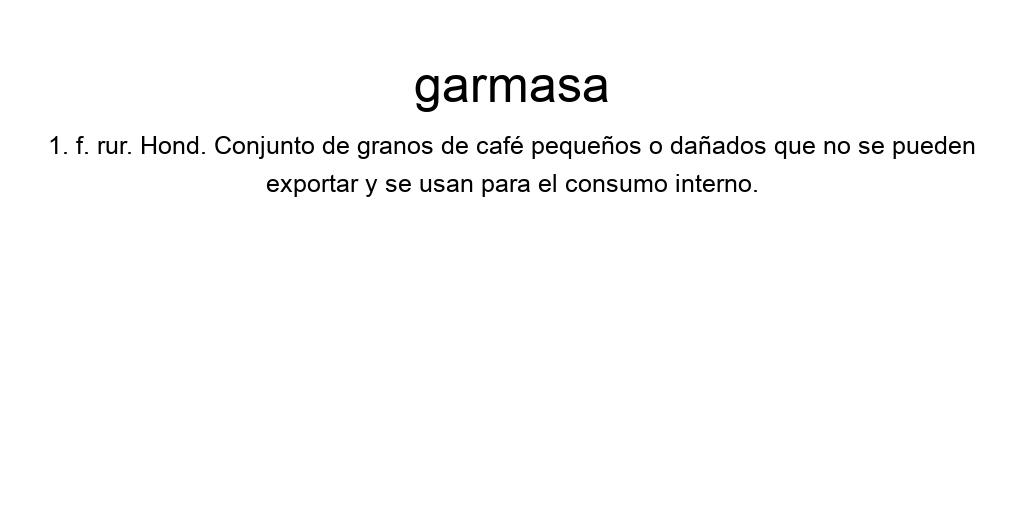 garmasa
1. f. rur. Hond. Conjunto de granos de café pequeños o dañados que no se pueden
exportar y se usan para el consumo interno.